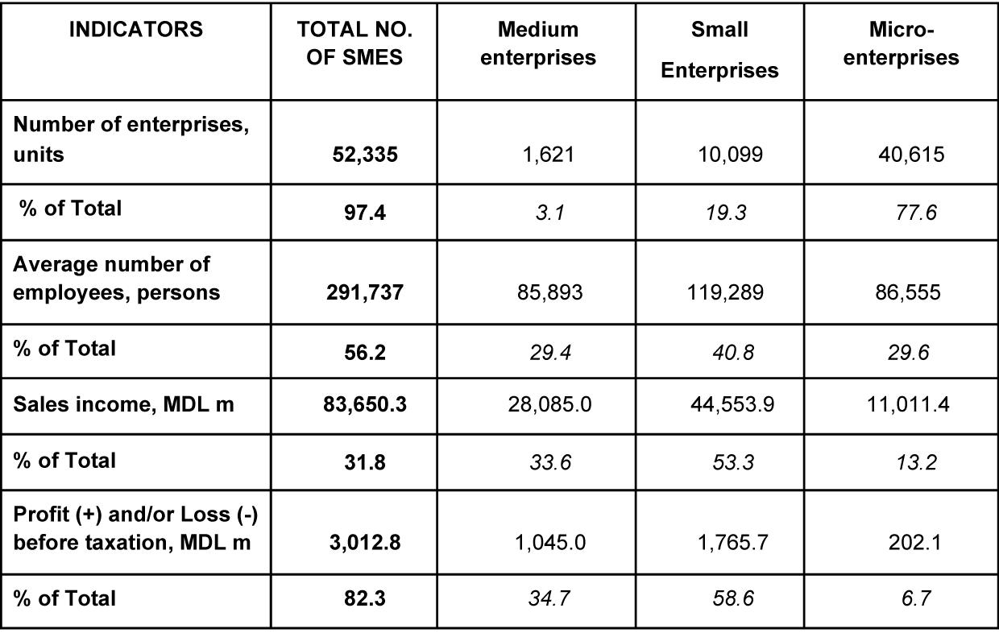 INDICATORS TOTAL NO. Medium Small Micro-
OF SMES enterprises Enterprises enterprises
Number of enterprises,
units 52,335 1,621 10,099 40,615
% of Total 97.4 3.1 19.3 77.6
Average number of
employees, persons 291,737 85,893 119,289 86,555
% of Total 56.2 29.4 40.8 29.6
Sales income, MDL m 83,650.3 28,085.0 44,553.9 11,011.4
% of Total 31.8 33.6 53.3 13.2
Profit (+) and/or Loss (-)
before taxation, MDL m 3,012.8 1,045.0 1,765.7 202.1
% of Total 82.3 34.7 58.6 6.7